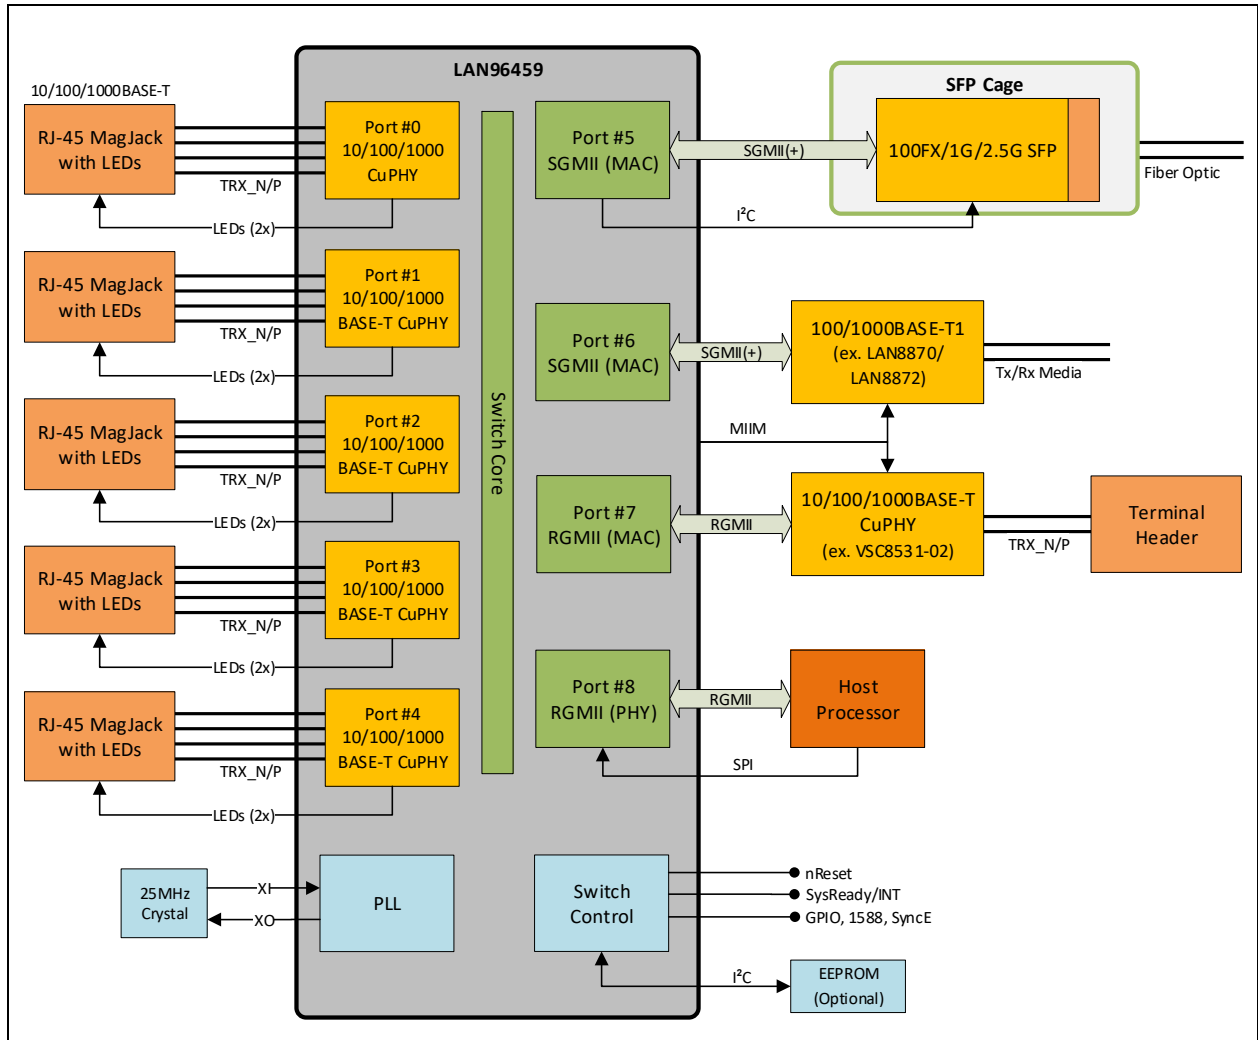 LAN96459
10/100/1000BASE-T
RJ-45 MagJack
with LEDs
TRX_N/P
LEDs (2x)
Port #0
10/100/1000
CuPHY
RJ-45 MagJack
with LEDs
TRX_N/P
LEDs (2x)
Port #1
10/100/1000
BASE-T CuPHY
RJ-45 MagJack
with LEDs
TRX_N/P
LEDs (2x)
Port #2
10/100/1000
BASE-T CuPHY
RJ-45 MagJack
with LEDs
TRX_N/P
LEDs (2x)
Port #3
10/100/1000
BASE-T CuPHY
RJ-45 MagJack
with LEDs
TRX_N/P
LEDs (2x)
Port #4
10/100/1000
BASE-T CuPHY
25MHz
Crystal
XI
XO
PLL
Switch Core
Port #5
SGMII (MAC)
SGMII(+)
I²C
SFP Cage
100FX/1G/2.5G SFP
Fiber Optic
Port #6
SGMII (MAC)
SGMII(+)
100/1000BASE-T1
(ex. LAN8870/
LAN8872)
Tx/Rx Media
MIIM
Port #7
RGMII (MAC)
RGMII
10/100/1000BASE-T
CuPHY
(ex. VSC8531-02)
TRX_N/P
Terminal
Header
Port #8
RGMII (PHY)
RGMII
SPI
Host
Processor
Switch
Control
nReset
SysReady/INT
GPIO, 1588, SyncE
I²C
EEPROM
(Optional)